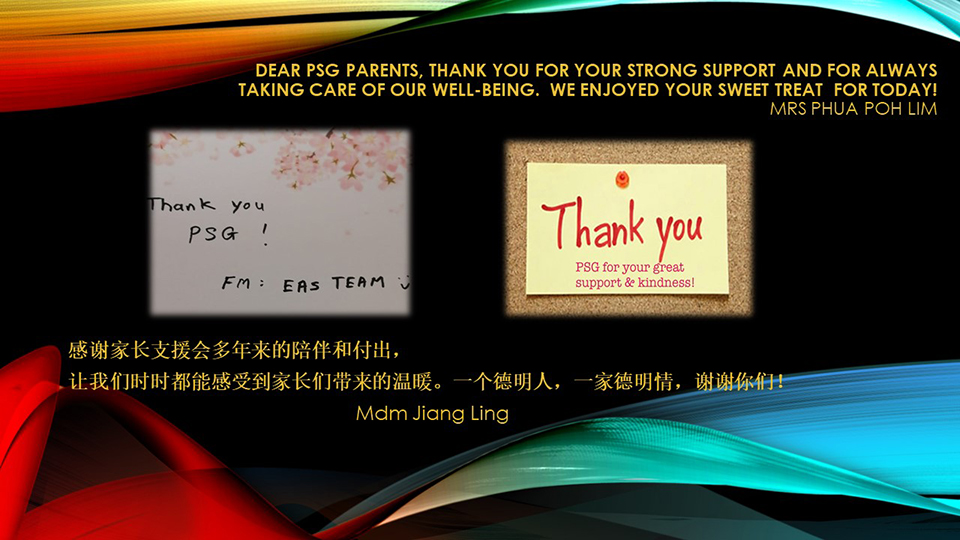 DEAR PSG PARENTS, THANK YOU FOR YOUR STRONG SUPPORT AND FOR ALWAYS
TAKING CARE OF OUR WELL-BEING. WE ENJOYED YOUR SWEET TREAT FOR TODAY!
MRS PHUA POH LIM
Thank you
PSG !
FM: EAS TEAM
Thank you
PSG for your great
support & kindness!
感谢家长支援会多年来的陪伴和付出，
让我们时时都能感受到家长们带来的温暖。一个德明人，一家德明情，谢谢你们！
Mdm Jiang Ling